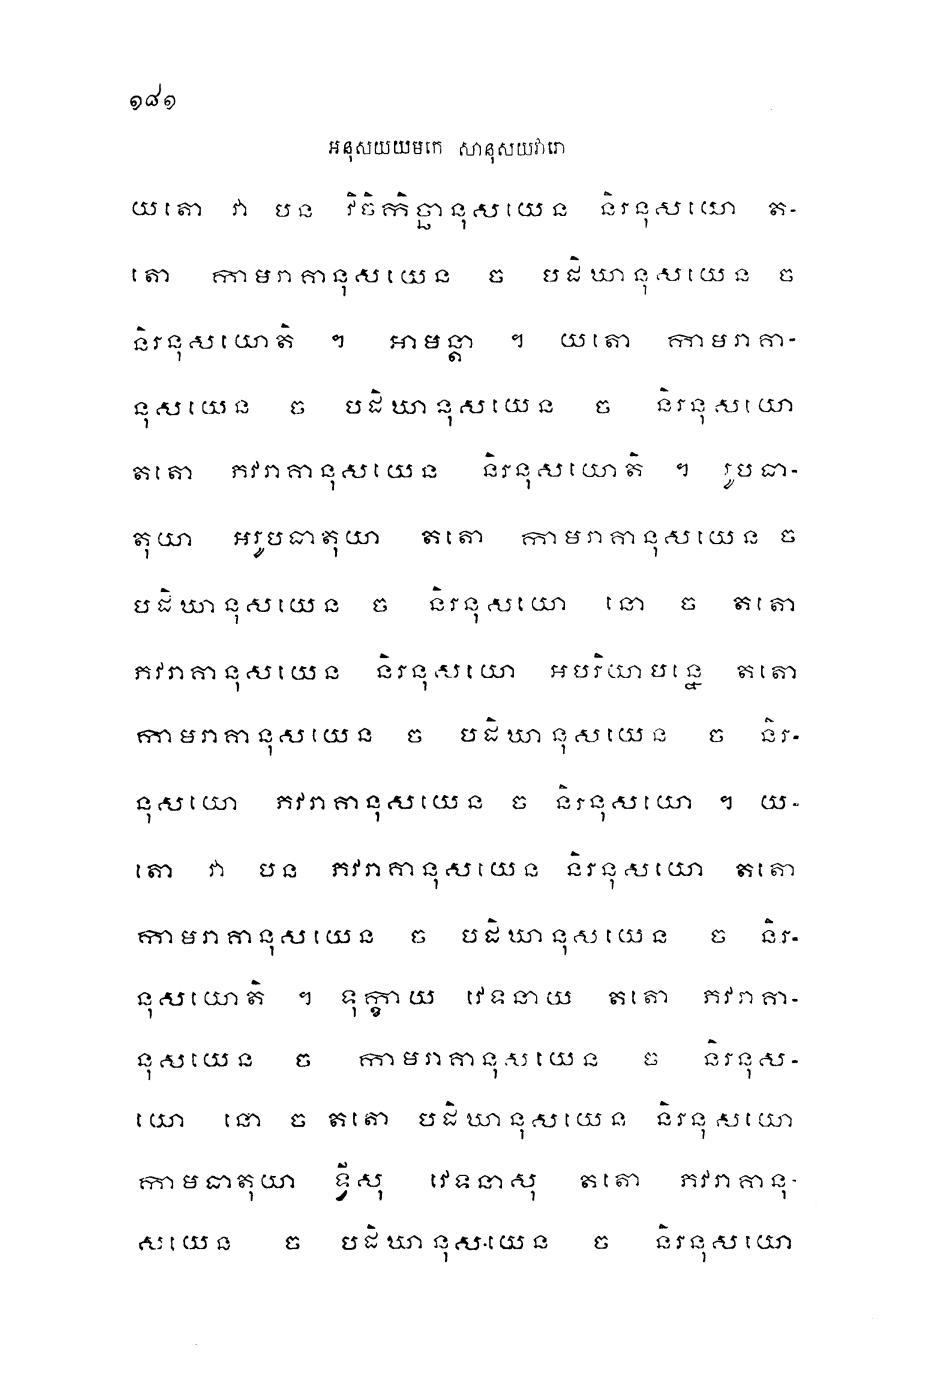 ១៨១
អនុសយយមកេ សានុសយវារោ
យតោ វា បន វិចិកិច្ឆានុសយេន និរនុសយោ ត-
តោ កាមរាគានុសយេន ច បដិឃានុសយេន ច
និរនុសយោតិ ។ អាមន្តា ។ យតោ កាមរាគា-
នុសយេន ច បដិឃានុសយេន ច និរនុសយោ
តតោ ភវរាគានុសយេន និរនុសយោតិ ។ រូបធា-
តុយា អរូបធាតុយា តតោ កាមរាគានុសយេន ច
បដិឃានុសយេន ច និរនុសយោ នោ ច តតោ
ភវរាគានុសយេន និរនុសយោ អបរិយាបន្នេ តតោ
កាមរាគានុសយេន ច បដិឃានុសយេន ច និរ-
នុសយោ ភវរាគានុសយេន ច និរនុសយោ ។ យ-
តោ វា បន ភវរាគានុសយេន និរនុសយោ តតោ
កាមរាគានុសយេន ច បដិឃានុសយេន ច និរ-
នុសយោតិ ។ ទុក្ខាយ វេទនាយ តតោ ភវរាគា-
នុសយេន ច កាមរាគានុសយេន ច និរនុស-
យោ នោ ច តតោ បដិឃានុសយេន និរនុសយោ
កាមធាតុយា ទ្វីសុ វេទនាសុ តតោ ភវរាគានុ-
សយេន ច បដិឃានុសយេន ច និរនុសយោ